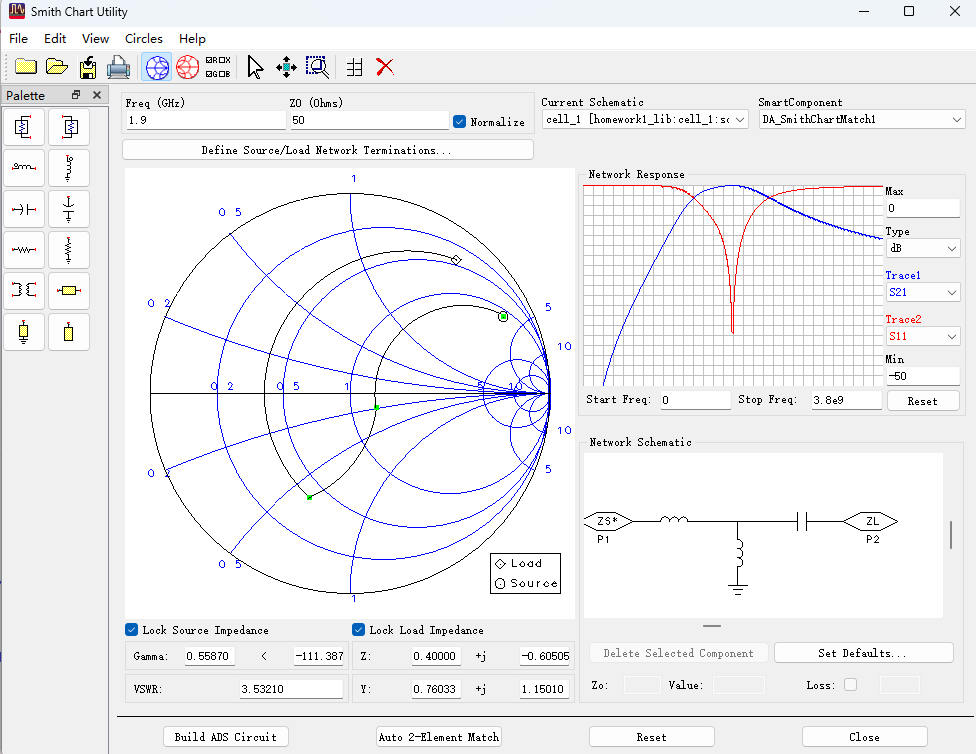 Smith Chart Utility
File Edit View Circles Help
Palette
Freq (GHz) ZO (Ohms)
1.9 50 Normalize
Define Source/Load Network Terminations...
Current Schematic SmartComponent
cell_1 [homework1_lib:cell_1:sc DA_SmithChartMatch1
1
0 5
0 2
5
10
0 2 0 5 1 5 10
10
5
0 2
0 5
1
Load
Source
Network Response
Max
0
Type
dB
Trace1
S21
Trace2
S11
Min
-50
Start Freq: 0 Stop Freq: 3.8e9 Reset
Network Schematic
ZS* ZL
P1 P2
Lock Source Impedance Lock Load Impedance
Gamma: 0.55870 < -111.387 Z: 0.40000 +j -0.60505
VSWR: 3.53210 Y: 0.76033 +j 1.15010
Delete Selected Component Set Defaults...
Zo: Value: Loss:
Build ADS Circuit Auto 2-Element Match Reset Close